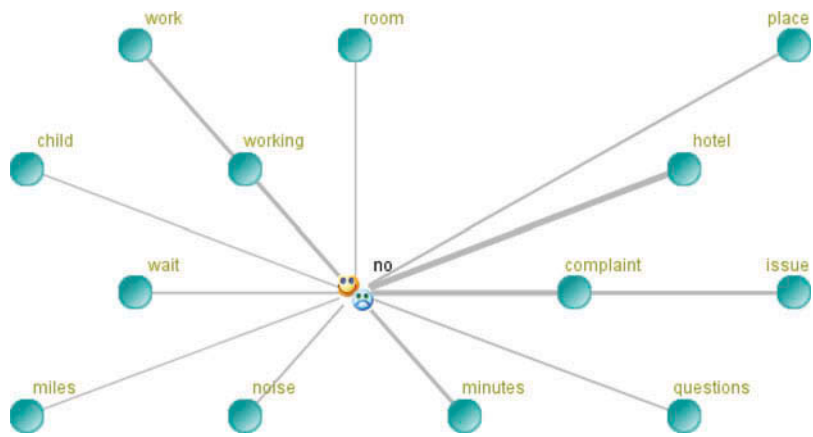 work
room
place
child
working
hotel
wait
no
complaint
issue
miles
noise
minutes
questions